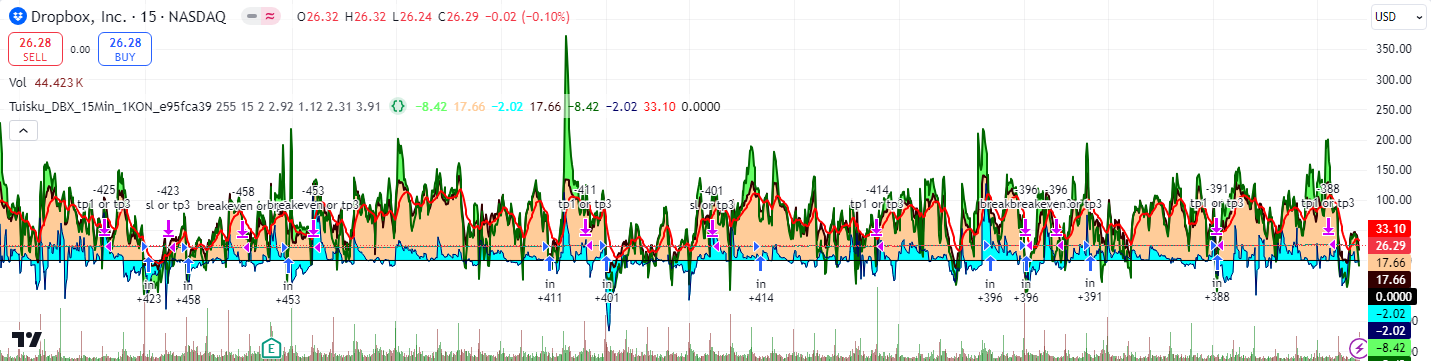 Dropbox, Inc. · 15 · NASDAQ O26.32 H26.32 L26.24 C26.29 −0.02 (−0.10%)
USD
26.28
SELL
0.00
26.28
BUY
Vol 44.423 K
Tuisku_DBX_15Min_1KON_e95fca39 255 15 2 2.92 1.12 2.31 3.91 {} −8.42 17.66 −2.02 17.66 −8.42 −2.02 33.10 0.0000
350.00
300.00
250.00
200.00
150.00
100.00
-425 -423 -458 -453 -411 -401 -414 -396 -396 -391 -388
tp1 or tp3 sl or tp3 breakeven or breakeven or tp3 tp1 or tp3 sl or tp3 tp1 or tp3 break breakeven or tp3 tp1 or tp3 tp1 or tp3
33.10
26.29
17.66
17.66
0.0000
−2.02
−2.02
−8.42
in in in in in in in in in in
+423 +458 +453 +411 +401 +414 +396 +396 +391 +388
E